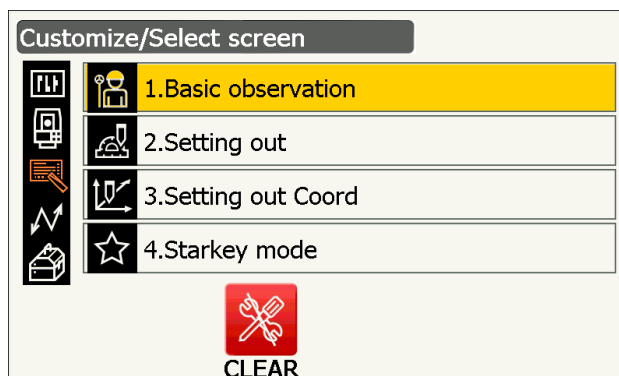 Customize/Select screen
1.Basic observation
2.Setting out
3.Setting out Coord
4.Starkey mode
CLEAR